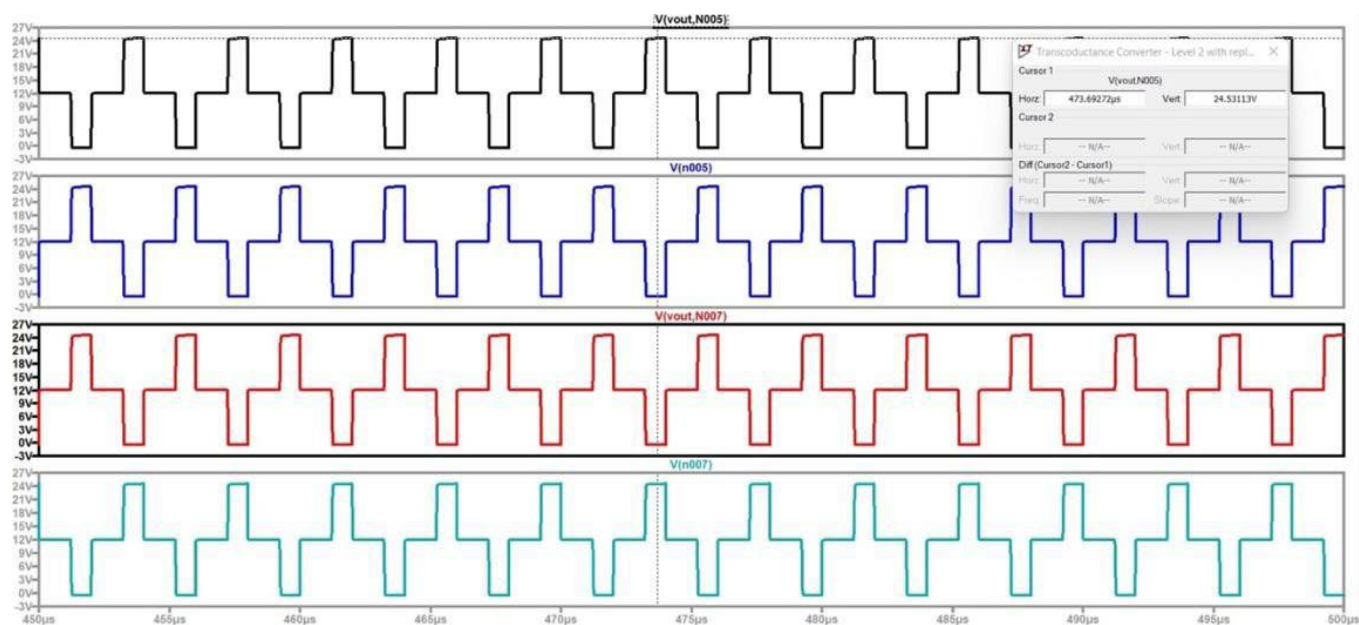 V(vout,N005)
27V
24V
21V
18V
15V
12V
9V
6V
3V
0V
-3V
Transcoductance Converter - Level 2 with repl...
Cursor 1
V(vout,N005)
Horz: 473.69272µs Vert: 24.53113V
Cursor 2
Horz: -- N/A-- Vert: -- N/A--
Diff (Cursor2 - Cursor1)
Horz: -- N/A-- Vert: -- N/A--
Freq: -- N/A-- Slope: -- N/A--
V(n005)
27V
24V
21V
18V
15V
12V
9V
6V
3V
0V
-3V
V(vout,N007)
27V
24V
21V
18V
15V
12V
9V
6V
3V
0V
-3V
V(n007)
27V
24V
21V
18V
15V
12V
9V
6V
3V
0V
-3V
450µs 455µs 460µs 465µs 470µs 475µs 480µs 485µs 490µs 495µs 500µs